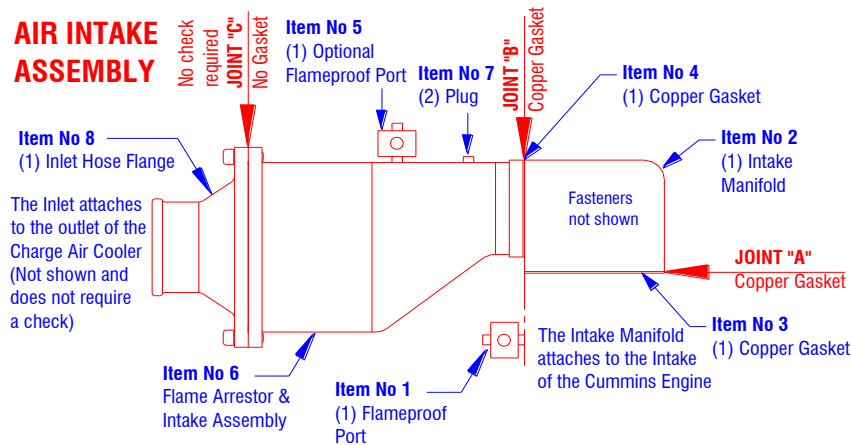 AIR INTAKE
ASSEMBLY
No check
required
JOINT "C"
No Gasket
Item No 5
(1) Optional
Flameproof Port
Item No 7
(2) Plug
JOINT "B"
Copper Gasket
Item No 4
(1) Copper Gasket
Item No 8
(1) Inlet Hose Flange
Item No 2
(1) Intake
Manifold
The Inlet attaches
to the outlet of the
Charge Air Cooler
(Not shown and
does not require
a check)
Fasteners
not shown
JOINT "A"
Copper Gasket
Item No 3
(1) Copper Gasket
The Intake Manifold
attaches to the Intake
of the Cummins Engine
Item No 6
Flame Arrestor &
Intake Assembly
Item No 1
(1) Flameproof
Port